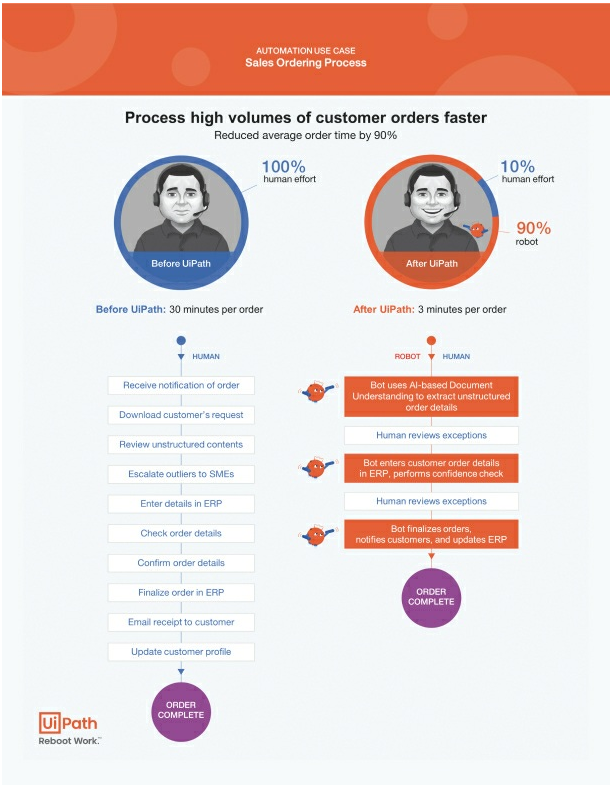 AUTOMATION USE CASE
Sales Ordering Process
Process high volumes of customer orders faster
Reduced average order time by 90%
100%
human effort
Before UiPath
Before UiPath: 30 minutes per order
HUMAN
Receive notification of order
Download customer's request
Review unstructured contents
Escalate outliers to SMEs
Enter details in ERP
Check order details
Confirm order details
Finalize order in ERP
Email receipt to customer
Update customer profile
ORDER
COMPLETE
10%
human effort
90%
robot
After UiPath
After UiPath: 3 minutes per order
ROBOT HUMAN
Bot uses AI-based Document
Understanding to extract unstructured
order details
Human reviews exceptions
Bot enters customer order details
in ERP, performs confidence check
Human reviews exceptions
Bot finalizes orders,
notifies customers, and updates ERP
ORDER
COMPLETE
UiPath
Reboot Work.™